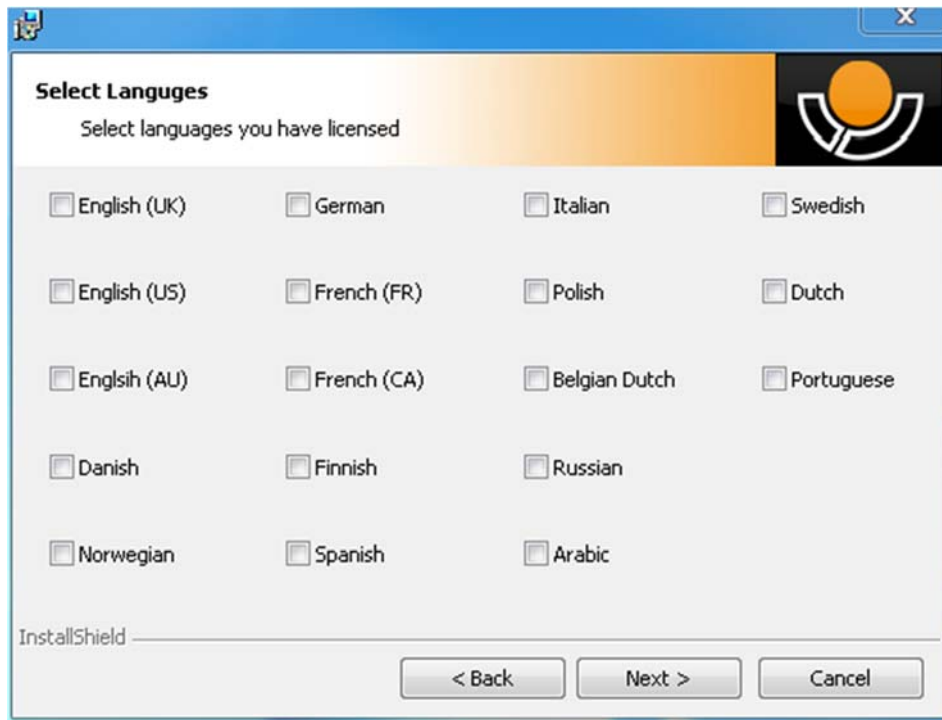 Select Languges
Select languages you have licensed
English (UK) German Italian Swedish
English (US) French (FR) Polish Dutch
Englsih (AU) French (CA) Belgian Dutch Portuguese
Danish Finnish Russian
Norwegian Spanish Arabic
InstallShield
< Back Next > Cancel